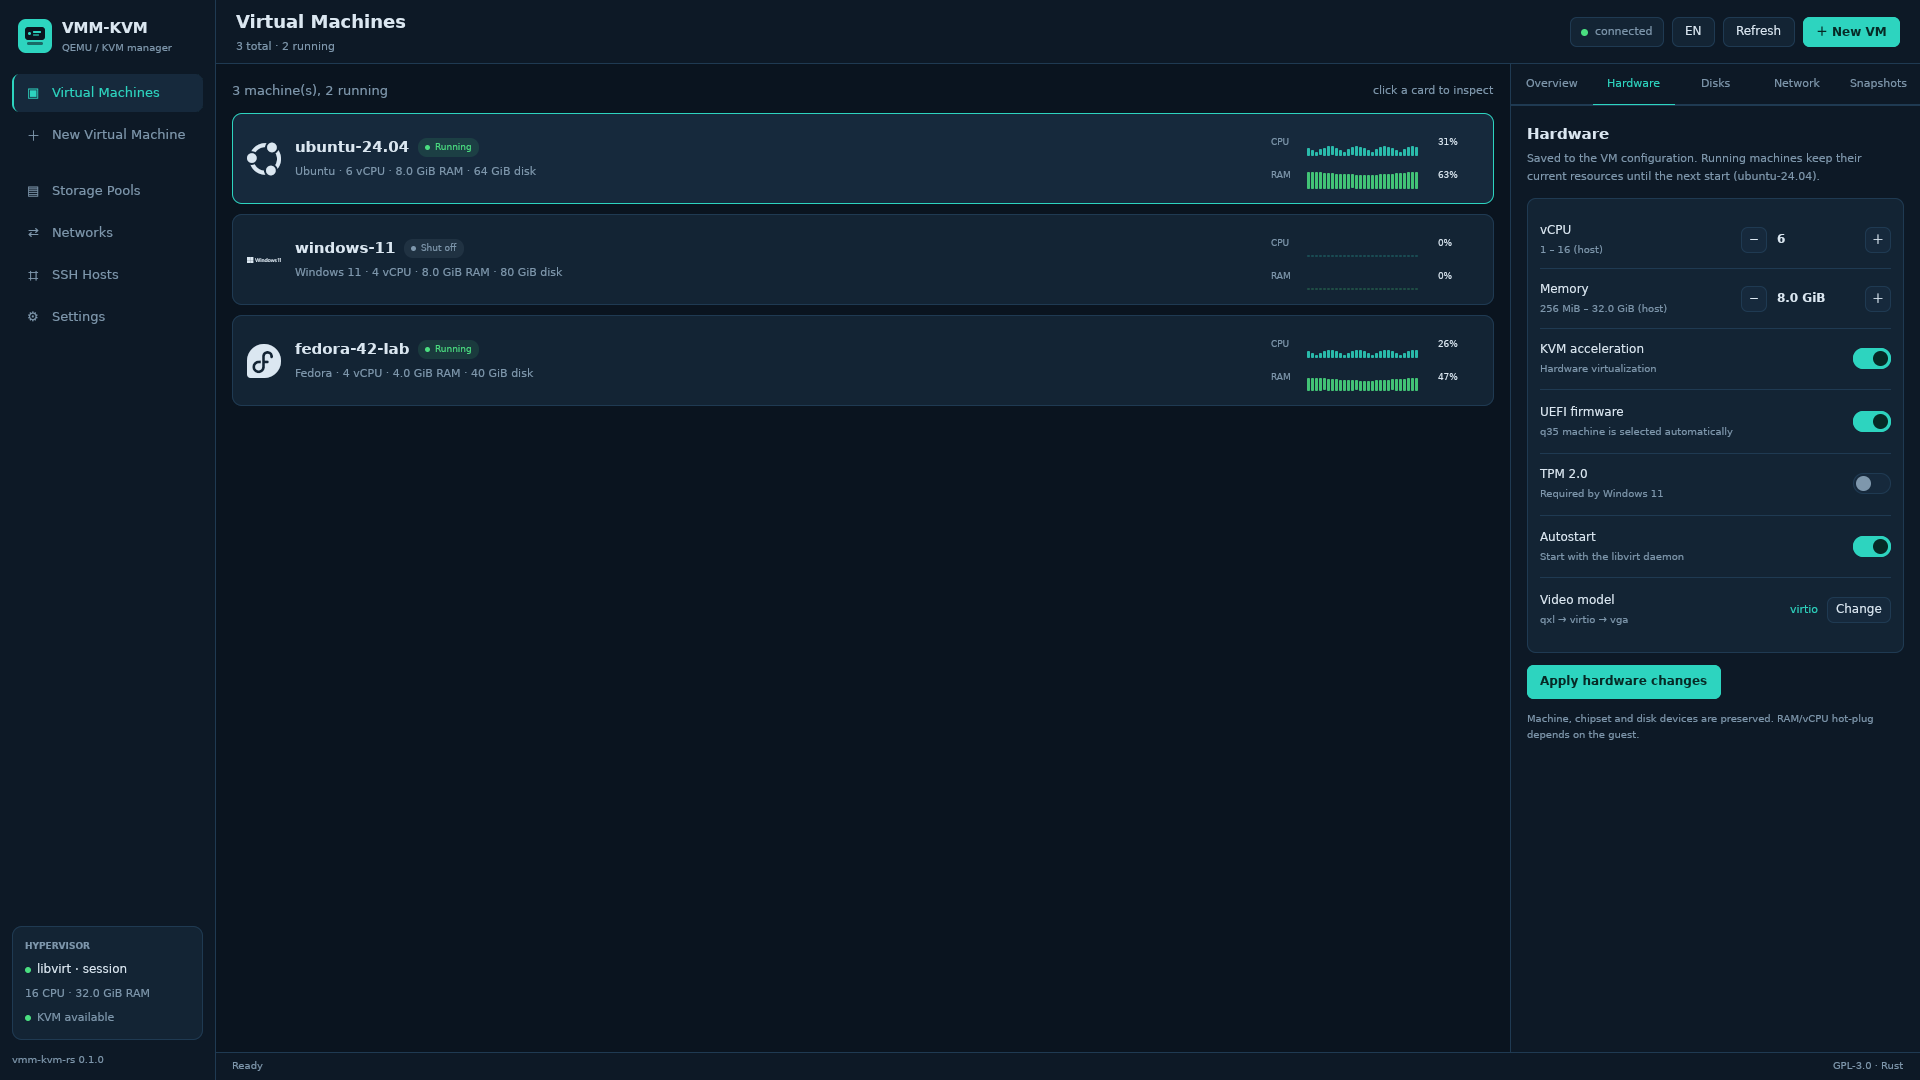 VMM-KVM
QEMU / KVM manager
Virtual Machines
New Virtual Machine
Storage Pools
Networks
SSH Hosts
Settings
HYPERVISOR
libvirt · session
16 CPU · 32.0 GiB RAM
KVM available
vmm-kvm-rs 0.1.0
Virtual Machines
3 total · 2 running
connected
EN
Refresh
+ New VM
3 machine(s), 2 running
click a card to inspect
ubuntu-24.04
Running
Ubuntu · 6 vCPU · 8.0 GiB RAM · 64 GiB disk
CPU 31%
RAM 63%
Windows 11
windows-11
Shut off
Windows 11 · 4 vCPU · 8.0 GiB RAM · 80 GiB disk
CPU 0%
RAM 0%
fedora-42-lab
Running
Fedora · 4 vCPU · 4.0 GiB RAM · 40 GiB disk
CPU 26%
RAM 47%
Overview
Hardware
Disks
Network
Snapshots
Hardware
Saved to the VM configuration. Running machines keep their
current resources until the next start (ubuntu-24.04).
vCPU
1 – 16 (host)
− 6 +
Memory
256 MiB – 32.0 GiB (host)
− 8.0 GiB +
KVM acceleration
Hardware virtualization
UEFI firmware
q35 machine is selected automatically
TPM 2.0
Required by Windows 11
Autostart
Start with the libvirt daemon
Video model
qxl → virtio → vga
virtio
Change
Apply hardware changes
Machine, chipset and disk devices are preserved. RAM/vCPU hot-plug
depends on the guest.
Ready
GPL-3.0 · Rust